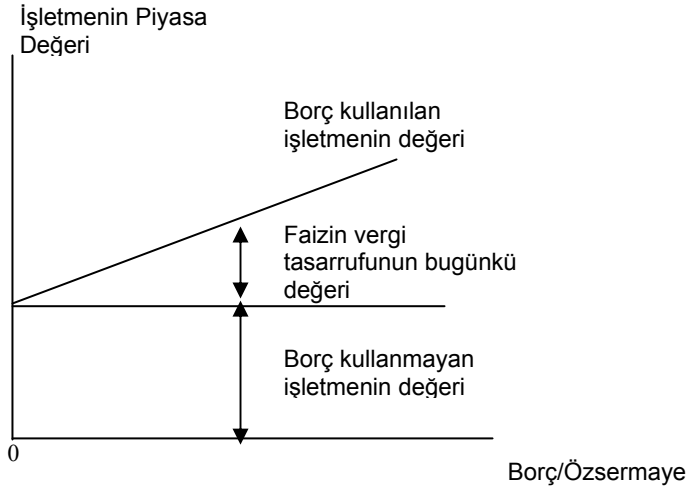 İşletmenin Piyasa
Değeri
Borç kullanılan
işletmenin değeri
Faizin vergi
tasarrufunun bugünkü
değeri
Borç kullanmayan
işletmenin değeri
0
Borç/Özsermaye